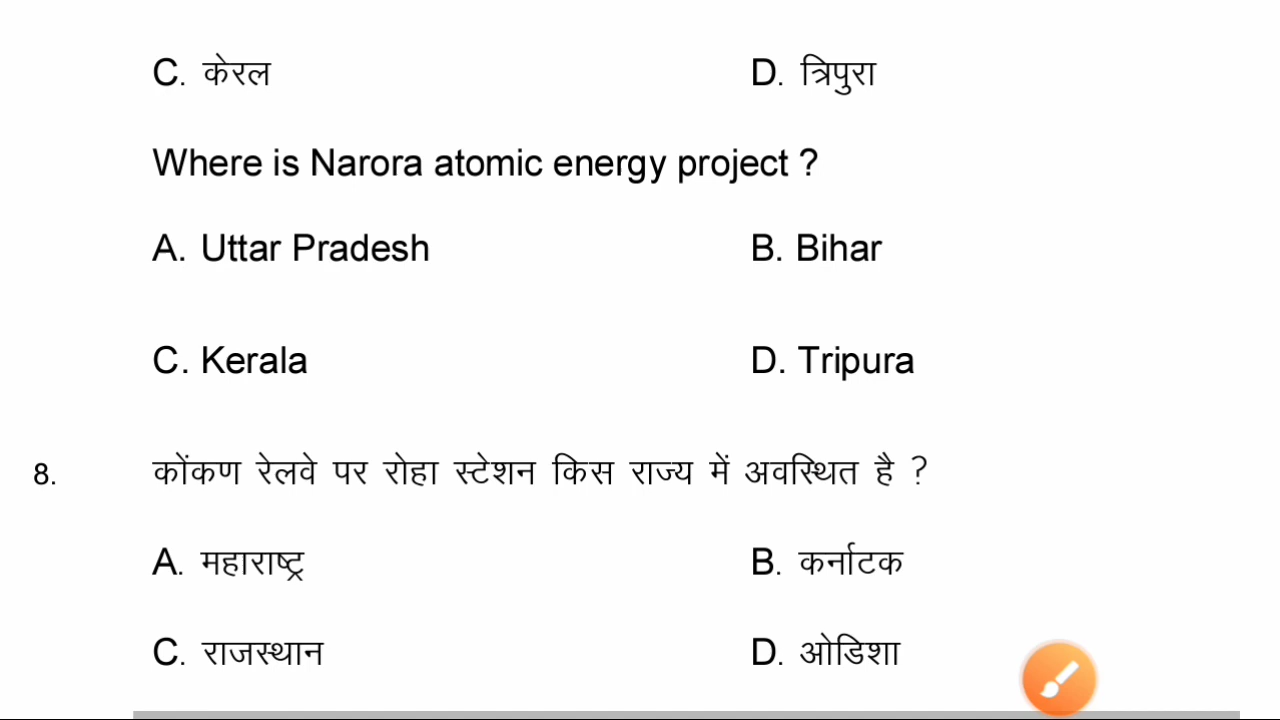 C. केरल D. त्रिपुरा
Where is Narora atomic energy project ?
A. Uttar Pradesh B. Bihar
C. Kerala D. Tripura
8. कोंकण रेलवे पर रोहा स्टेशन किस राज्य में अवस्थित है ?
A. महाराष्ट्र B. कर्नाटक
C. राजस्थान D. ओडिशा